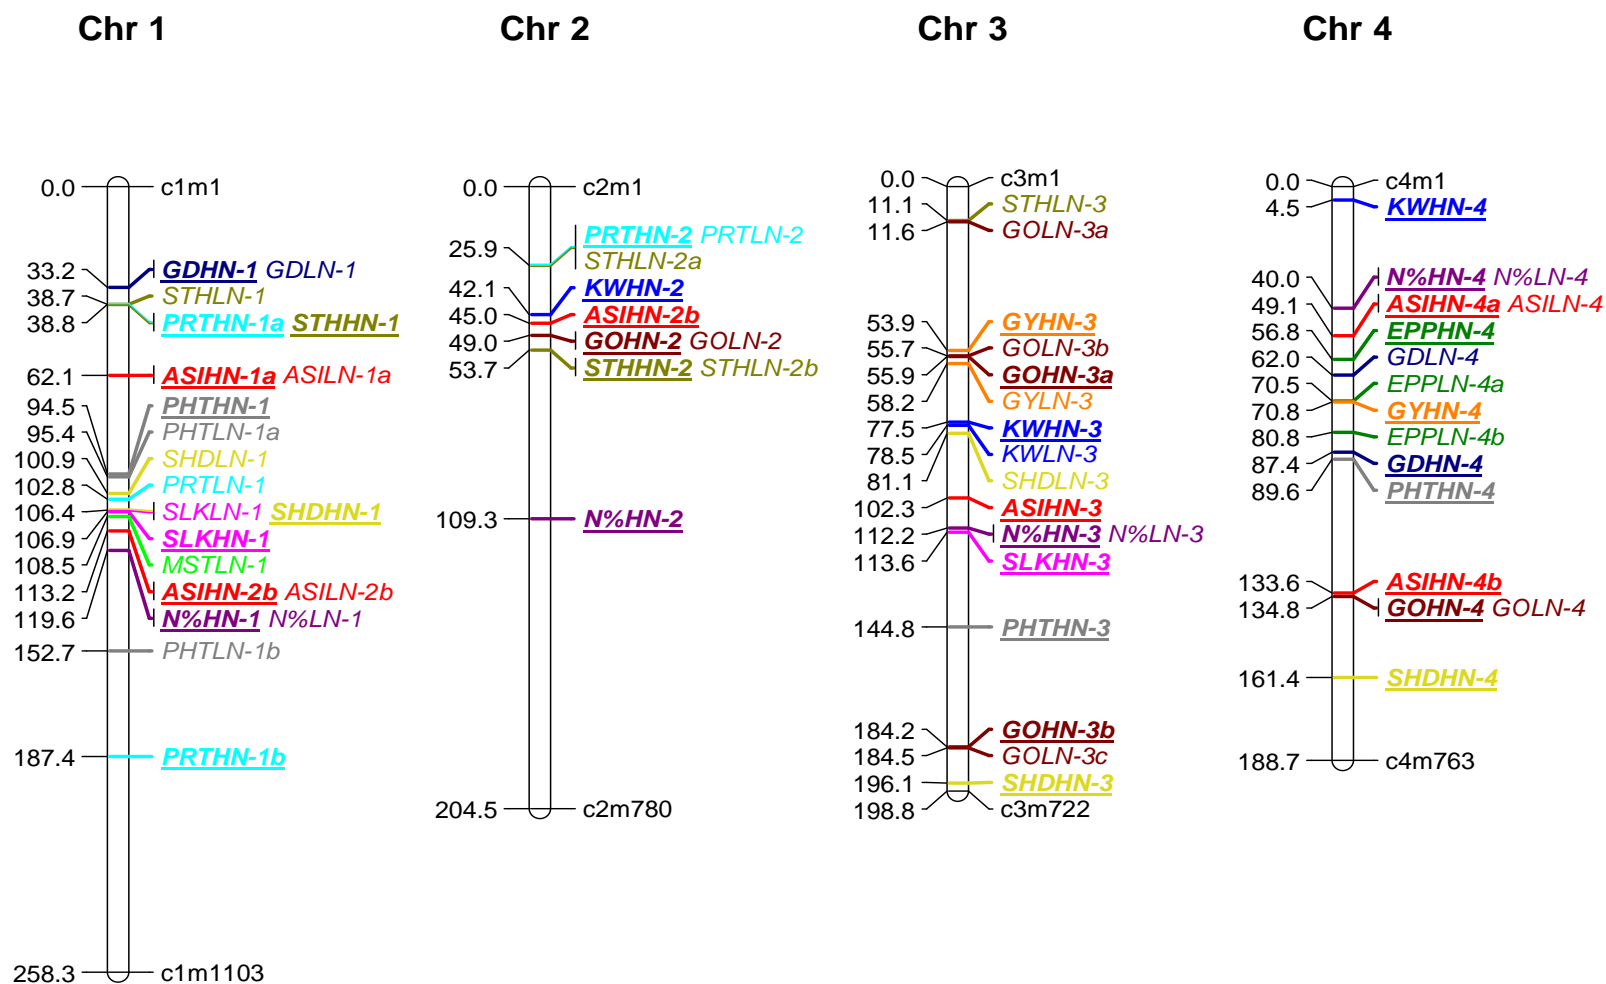 Chr 1
0.0 c1m1
33.2 GDHN-1 GDLN-1
38.7 STHLN-1
38.8 PRTHN-1a STHHN-1
62.1 ASIHN-1a ASILN-1a
94.5 PHTHN-1
95.4 PHTLN-1a
100.9 SHDLN-1
102.8 PRTLN-1
106.4 SLKLN-1 SHDHN-1
106.9 SLKHN-1
108.5 MSTLN-1
113.2 ASIHN-2b ASILN-2b
119.6 N%HN-1 N%LN-1
152.7 PHTLN-1b
187.4 PRTHN-1b
258.3 c1m1103
Chr 2
0.0 c2m1
25.9 PRTHN-2 PRTLN-2
STHLN-2a
42.1 KWHN-2
45.0 ASIHN-2b
49.0 GOHN-2 GOLN-2
53.7 STHHN-2 STHLN-2b
109.3 N%HN-2
204.5 c2m780
Chr 3
0.0 c3m1
11.1 STHLN-3
11.6 GOLN-3a
53.9 GYHN-3
55.7 GOLN-3b
55.9 GOHN-3a
58.2 GYLN-3
77.5 KWHN-3
78.5 KWLN-3
81.1 SHDLN-3
102.3 ASIHN-3
112.2 N%HN-3 N%LN-3
113.6 SLKHN-3
144.8 PHTHN-3
184.2 GOHN-3b
184.5 GOLN-3c
196.1 SHDHN-3
198.8 c3m722
Chr 4
0.0 c4m1
4.5 KWHN-4
40.0 N%HN-4 N%LN-4
49.1 ASIHN-4a ASILN-4
56.8 EPPHN-4
62.0 GDLN-4
70.5 EPPLN-4a
70.8 GYHN-4
80.8 EPPLN-4b
87.4 GDHN-4
89.6 PHTHN-4
133.6 ASIHN-4b
134.8 GOHN-4 GOLN-4
161.4 SHDHN-4
188.7 c4m763